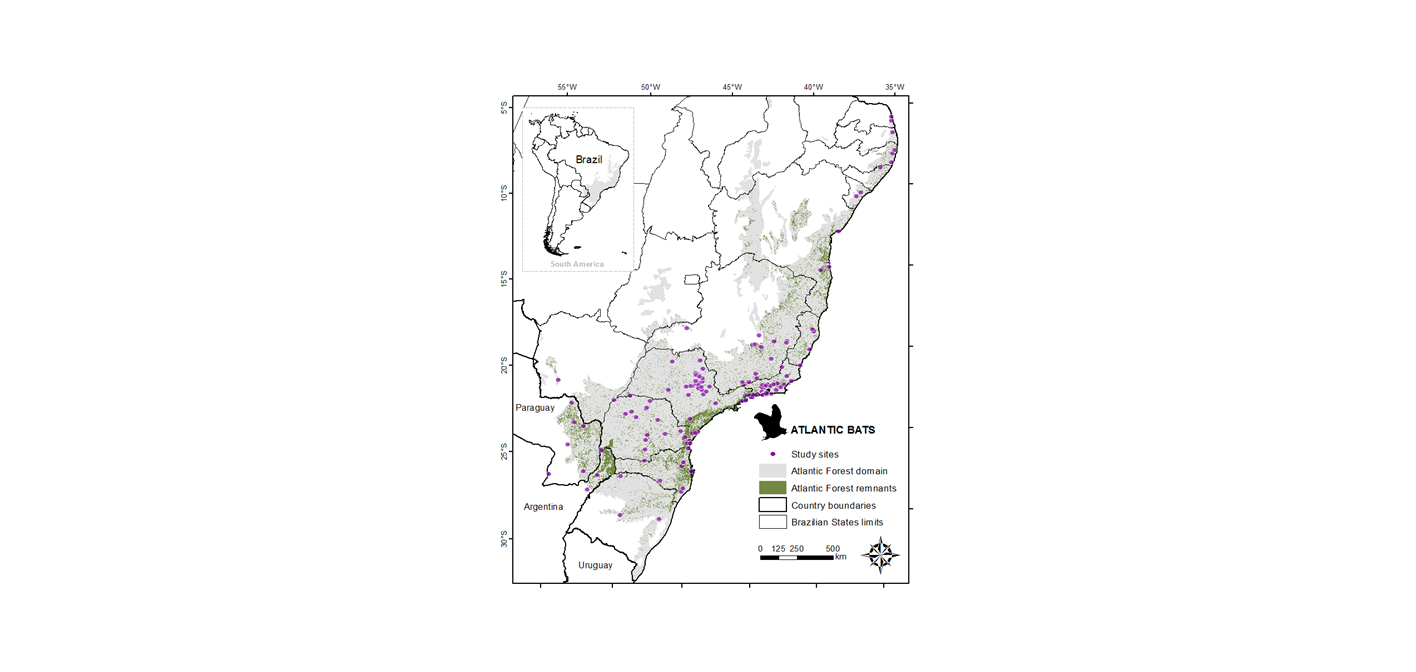 55°W 50°W 45°W 40°W 35°W
5°S
Brazil
10°S
South America
15°S
20°S
Paraguay
ATLANTIC BATS
Study sites
25°S
Atlantic Forest domain
Atlantic Forest remnants
Argentina
Country boundaries
Brazilian States limits
30°S
0 125 250 500
km
Uruguay